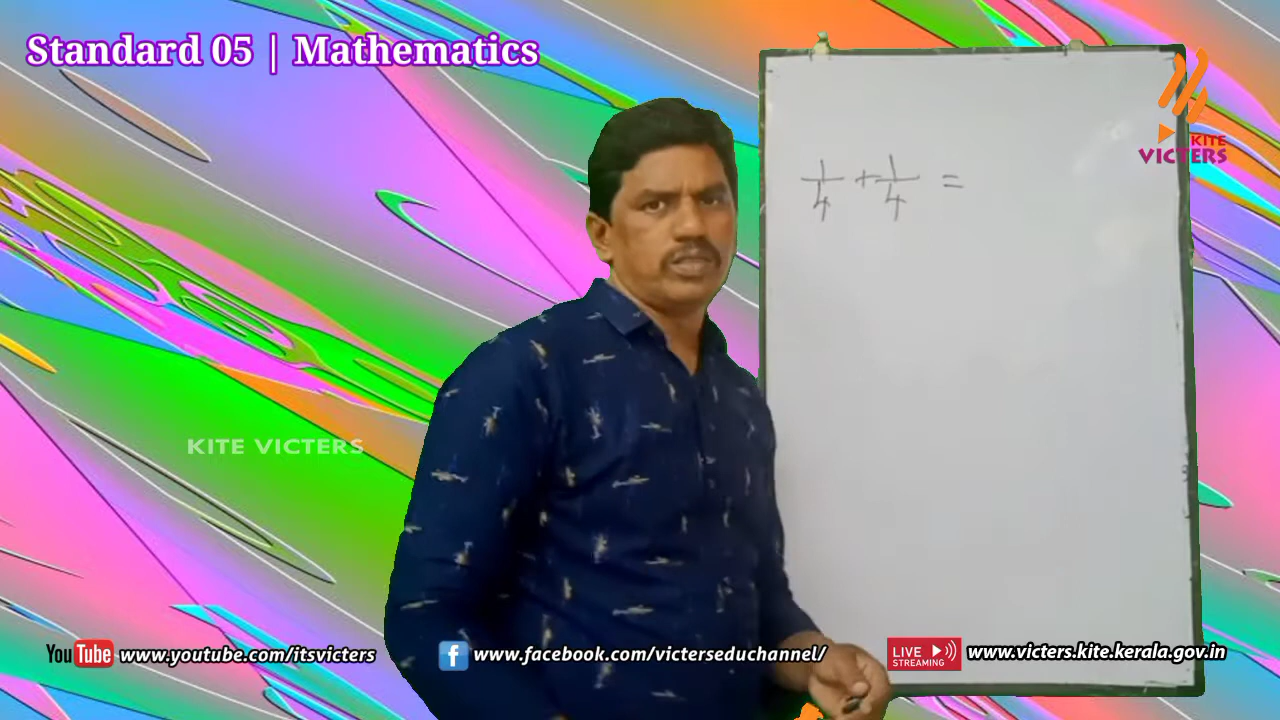 Standard 05 | Mathematics
KITE
VICTERS
1/4 + 1/4 =
KITE VICTERS
YouTube www.youtube.com/itsvicters
f www.facebook.com/victerseduchannel/
LIVE STREAMING www.victers.kite.kerala.gov.in